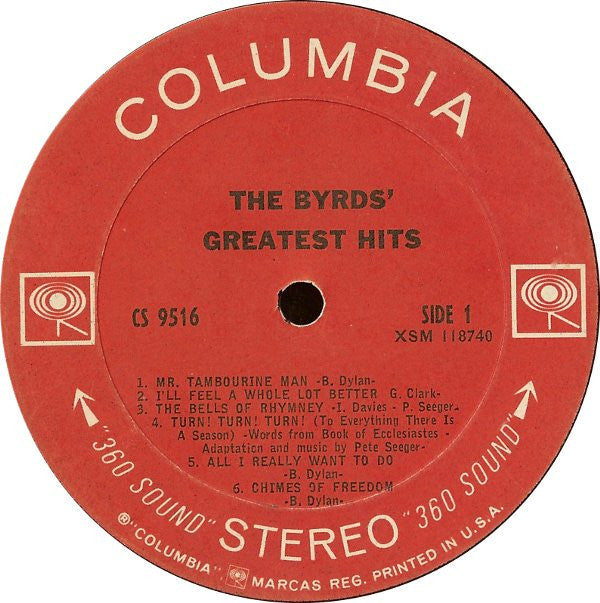 COLUMBIA
THE BYRDS'
GREATEST HITS
CS 9516
SIDE 1
XSM 118740
1. MR. TAMBOURINE MAN -B. Dylan-
2. I'LL FEEL A WHOLE LOT BETTER G. Clark-
3. THE BELLS OF RHYMNEY -I. Davies - P. Seeger-
4. TURN! TURN! TURN! (To Everything There Is
A Season) -Words from Book of Ecclesiastes -
Adaptation and music by Pete Seeger-
5. ALL I REALLY WANT TO DO
-B. Dylan-
6. CHIMES OF FREEDOM
-B. Dylan-
"360 SOUND" STEREO "360 SOUND"
® "COLUMBIA", MARCAS REG. PRINTED IN U.S.A.